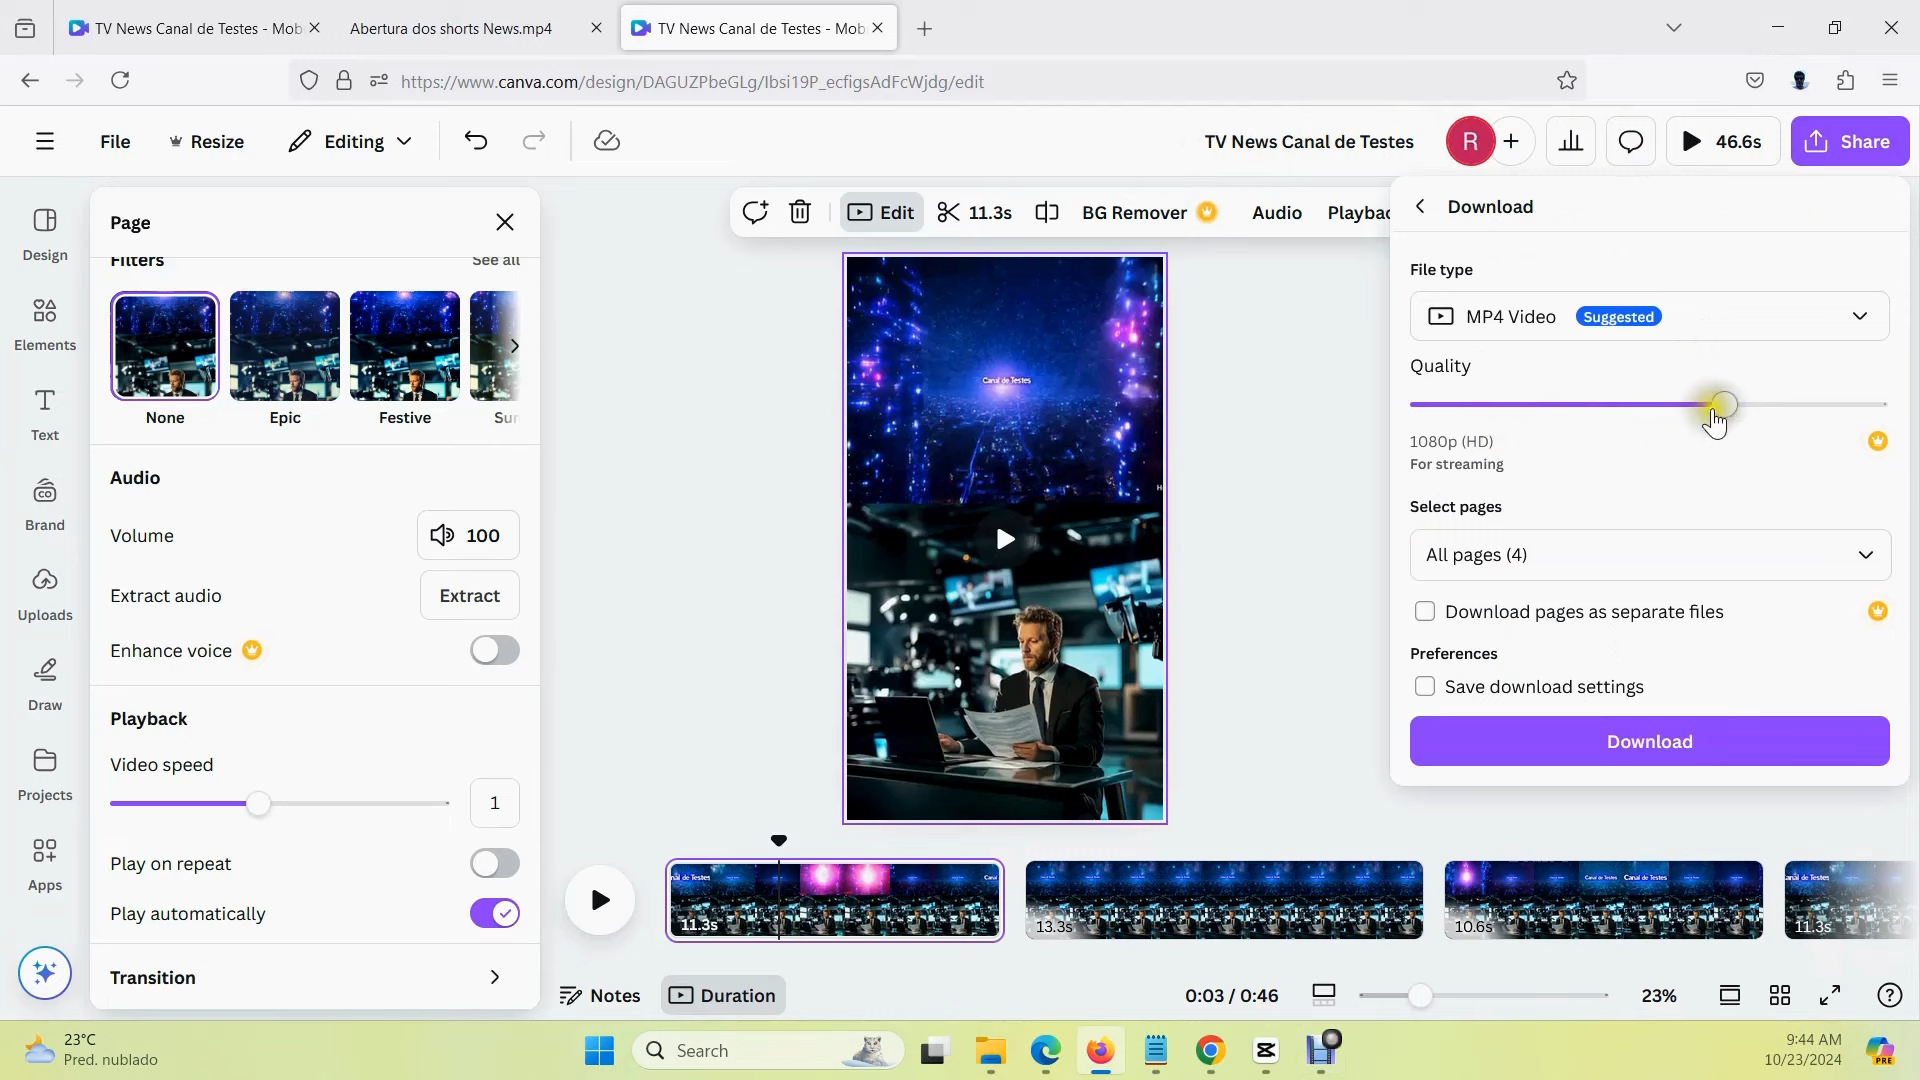 TV News Canal de Testes - Mob
Abertura dos shorts News.mp4
TV News Canal de Testes - Mob
https://www.canva.com/design/DAGUZPbeGLg/Ibsi19P_ecfigsAdFcWjdg/edit
File
Resize
Editing
TV News Canal de Testes
R
46.6s
Share
Design
Elements
Text
Brand
Uploads
Draw
Projects
Apps
Page
Filters
See all
None
Epic
Festive
Sur
Audio
Volume
100
Extract audio
Extract
Enhance voice
Playback
Video speed
1
Play on repeat
Play automatically
Transition
Edit
11.3s
BG Remover
Audio
Playbac
Canal de Testes
Download
File type
MP4 Video
Suggested
Quality
1080p (HD)
For streaming
Select pages
All pages (4)
Download pages as separate files
Preferences
Save download settings
Download
11.3s
13.3s
Canal de Testes
10.6s
11.3s
Notes
Duration
0:03 / 0:46
23%
23°C
Pred. nublado
Search
9:44 AM
10/23/2024